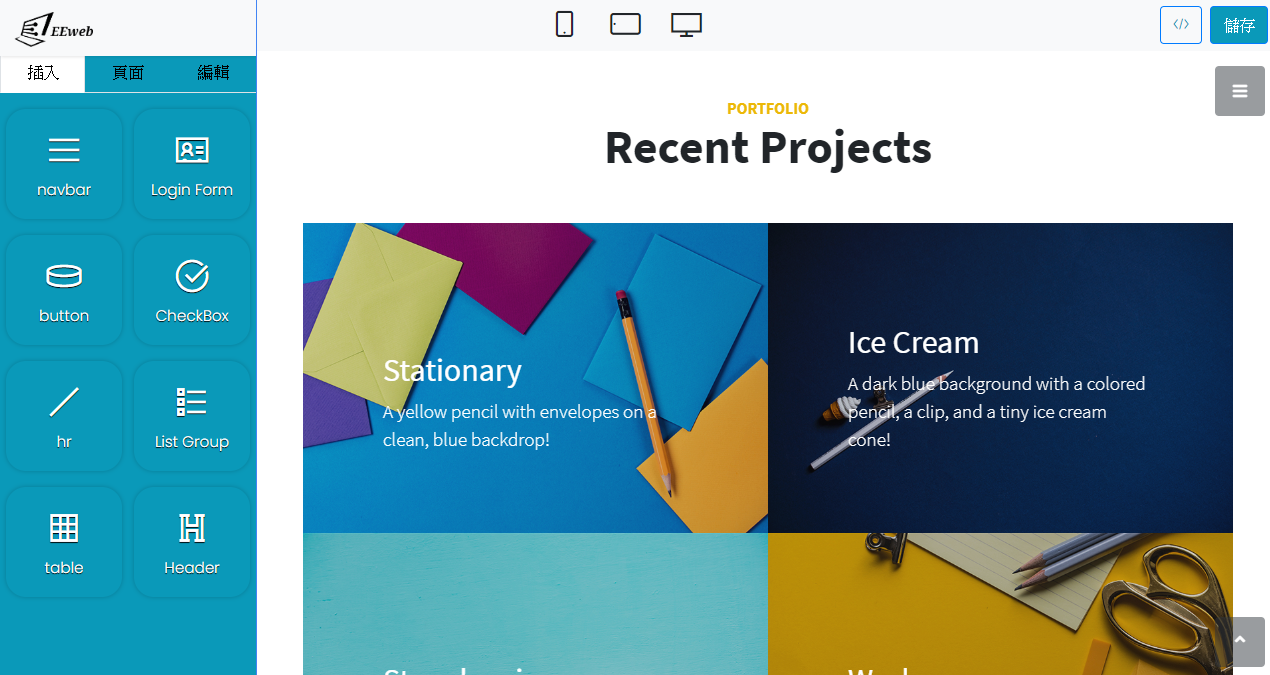 EEweb
</>
儲存
插入
頁面
編輯
navbar
Login Form
button
CheckBox
hr
List Group
table
Header
PORTFOLIO
Recent Projects
Stationary
A yellow pencil with envelopes on a
clean, blue backdrop!
Ice Cream
A dark blue background with a colored
pencil, a clip, and a tiny ice cream
cone!